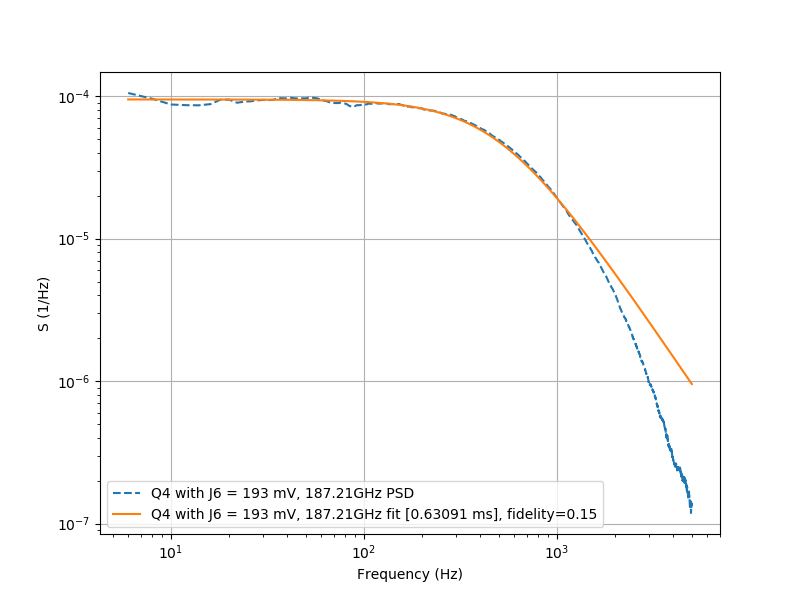 10⁻⁴
10⁻⁵
10⁻⁶
10⁻⁷
S (1/Hz)
Q4 with J6 = 193 mV, 187.21GHz PSD
Q4 with J6 = 193 mV, 187.21GHz fit [0.63091 ms], fidelity=0.15
10¹ 10² 10³
Frequency (Hz)